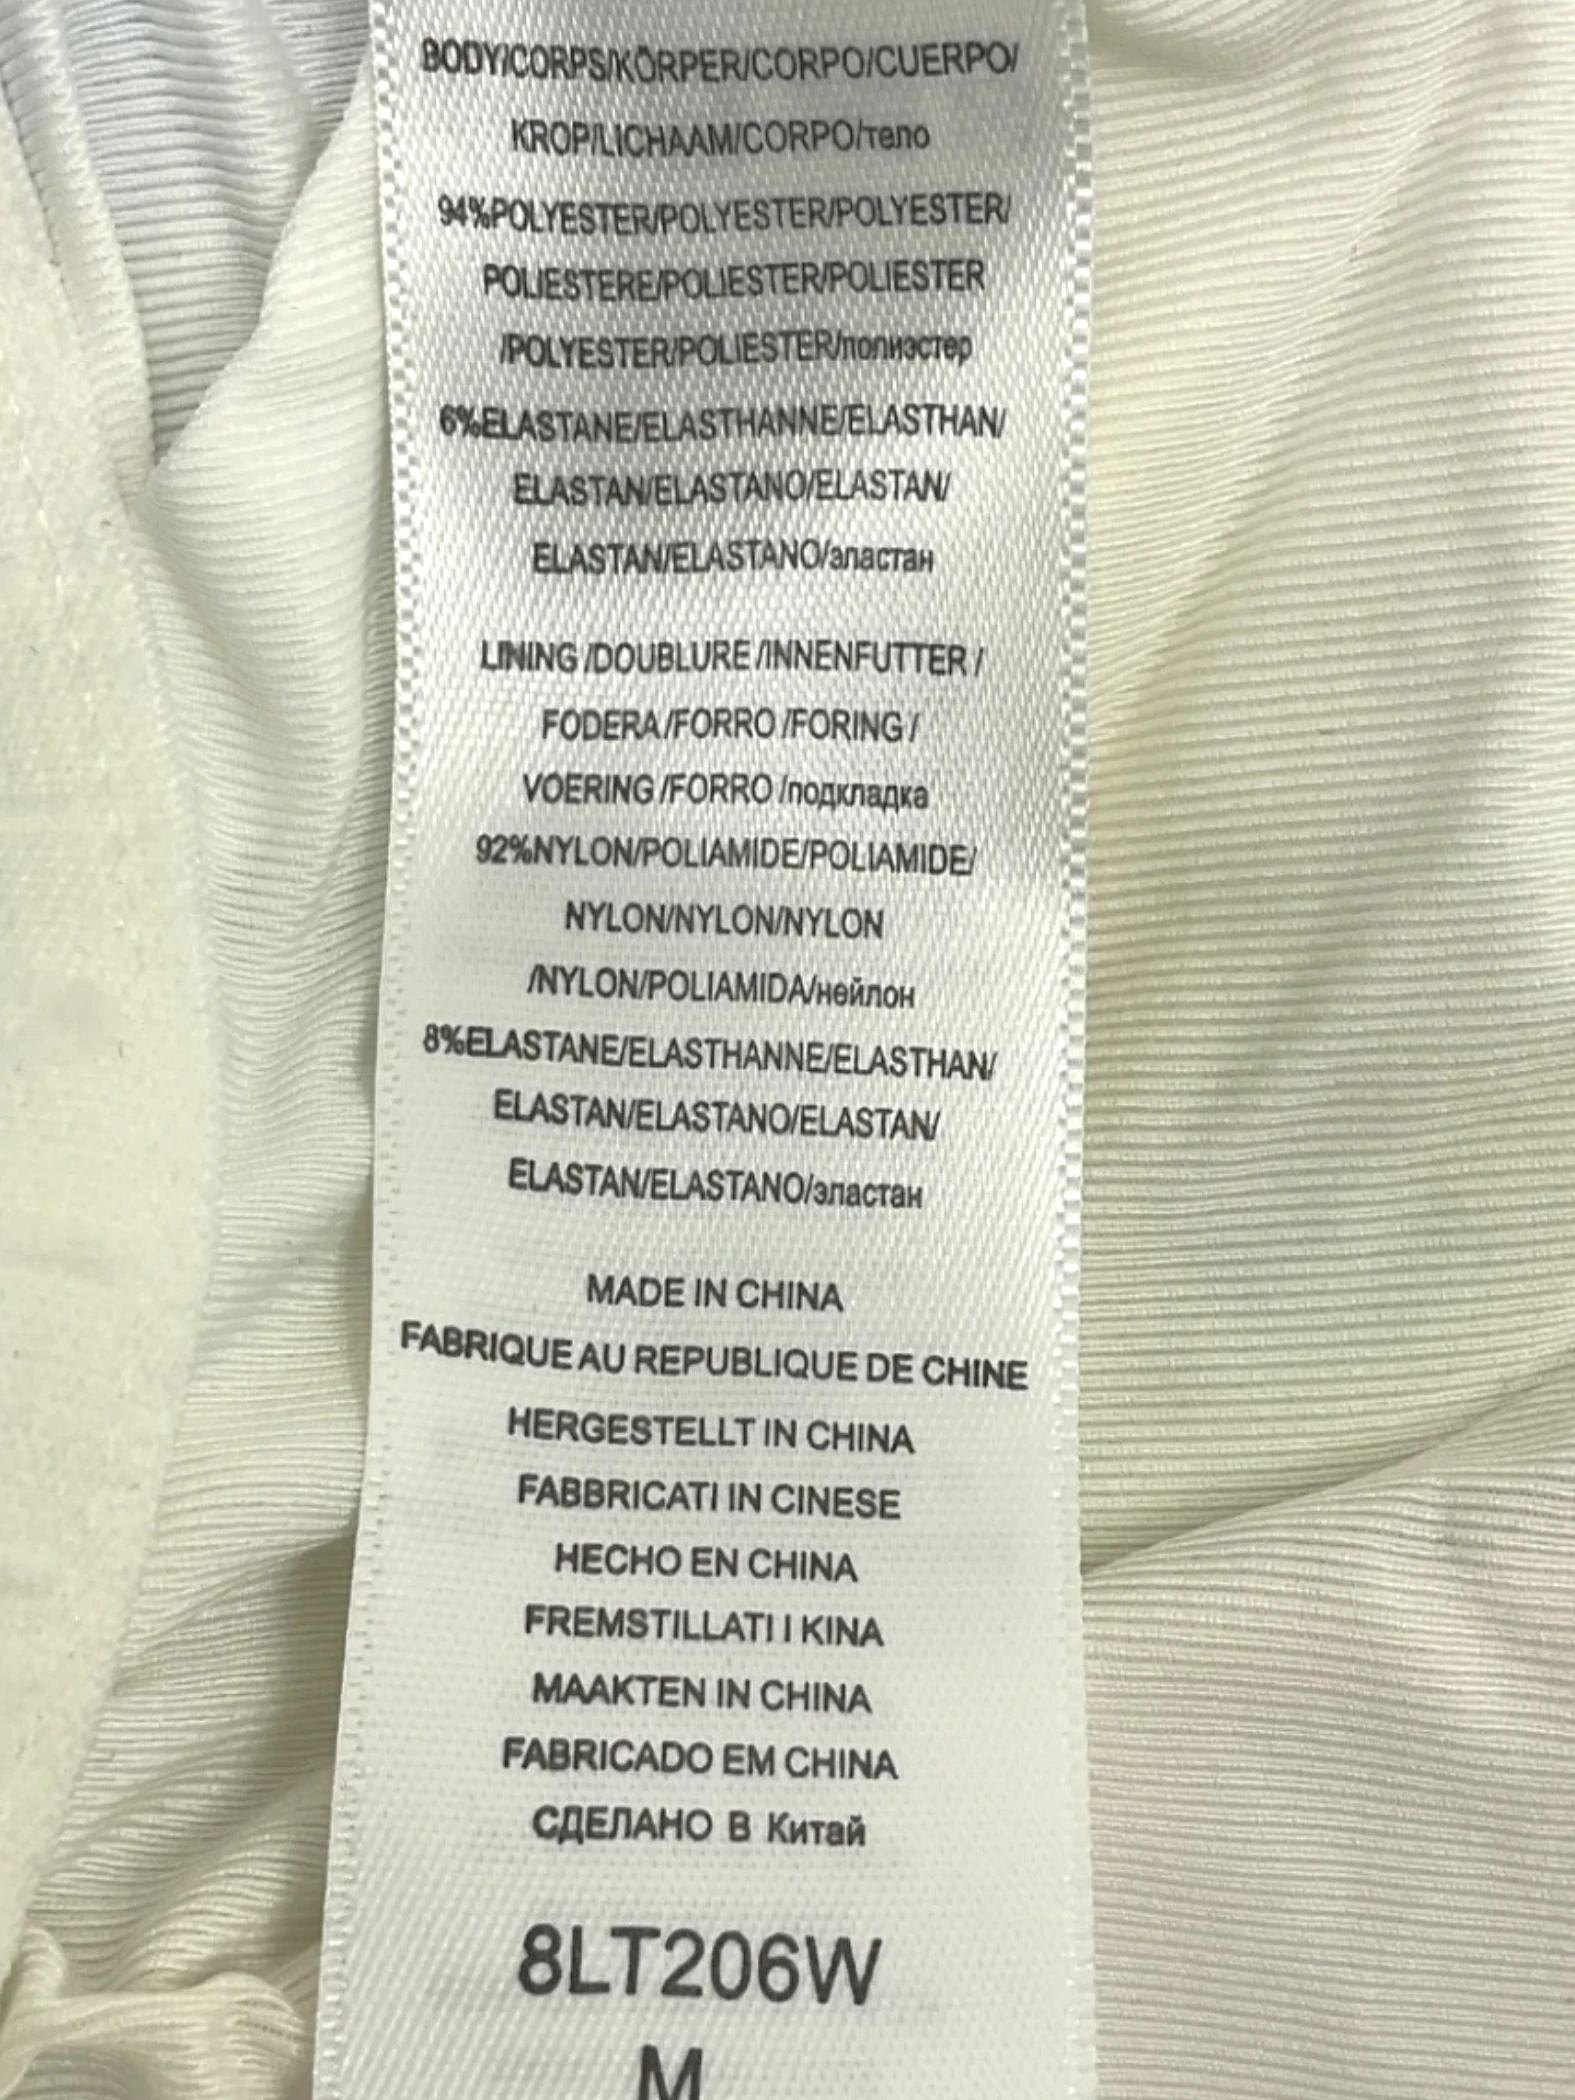 BODY/CORPS/KÖRPER/CORPO/CUERPO/
KROP/LICHAAM/CORPO/тело
94%POLYESTER/POLYESTER/POLYESTER/
POLIESTERE/POLIESTER/POLIESTER
/POLYESTER/POLIESTER/полиэстер
6%ELASTANE/ELASTHANNE/ELASTHAN/
ELASTAN/ELASTANO/ELASTAN/
ELASTAN/ELASTANO/эластан
LINING /DOUBLURE /INNENFUTTER /
FODERA /FORRO /FORING /
VOERING /FORRO /подкладка
92%NYLON/POLIAMIDE/POLIAMIDE/
NYLON/NYLON/NYLON
/NYLON/POLIAMIDA/нейлон
8%ELASTANE/ELASTHANNE/ELASTHAN/
ELASTAN/ELASTANO/ELASTAN/
ELASTAN/ELASTANO/эластан
MADE IN CHINA
FABRIQUE AU REPUBLIQUE DE CHINE
HERGESTELLT IN CHINA
FABBRICATI IN CINESE
HECHO EN CHINA
FREMSTILLATI I KINA
MAAKTEN IN CHINA
FABRICADO EM CHINA
СДЕЛАНО В Китай
8LT206W
M